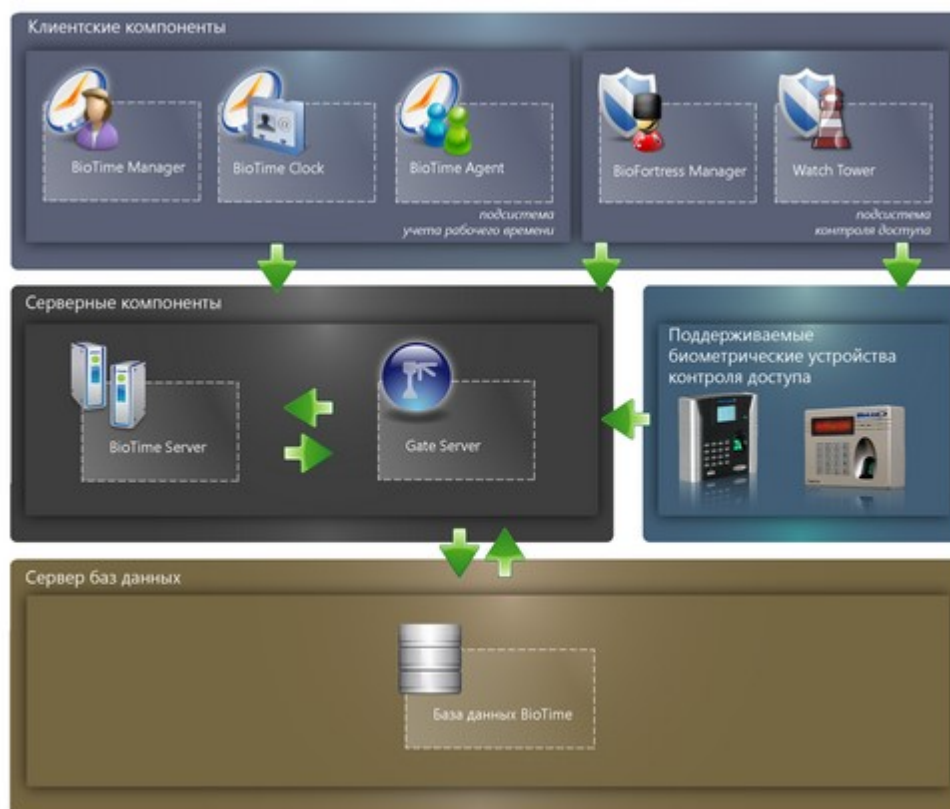 Клиентские компоненты
BioTime Manager
BioTime Clock
BioTime Agent
подсистема
учета рабочего времени
BioFortress Manager
Watch Tower
подсистема
контроля доступа
Серверные компоненты
BioTime Server
Gate Server
Поддерживаемые
биометрические устройства
контроля доступа
Сервер баз данных
База данных BioTime